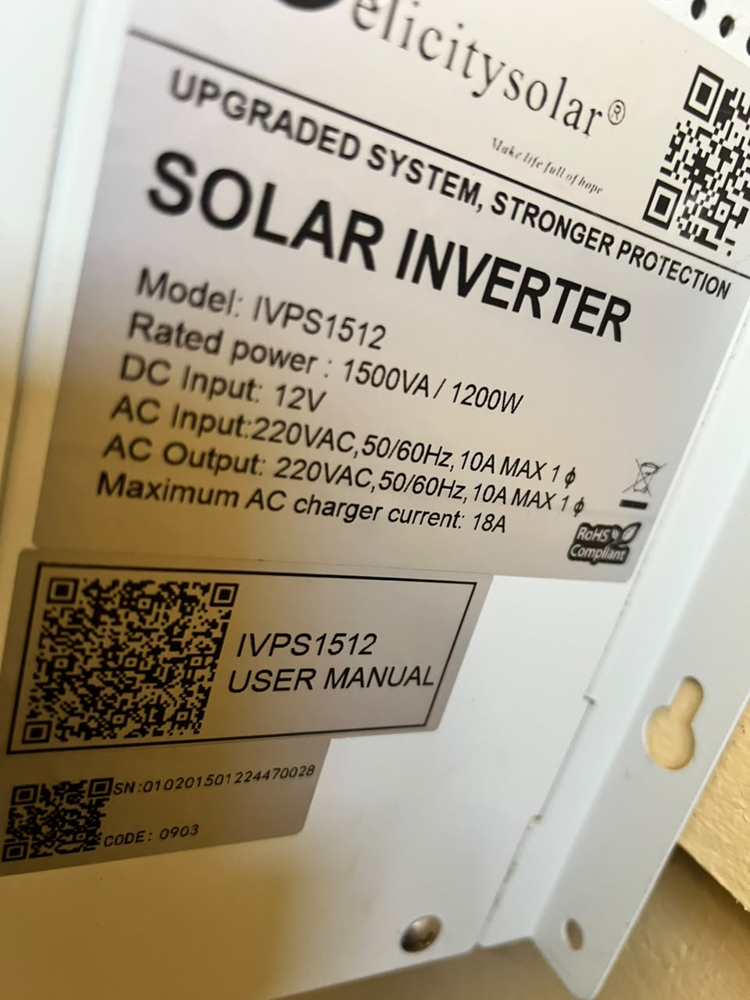 elicitysolar®
Make life full of hope
UPGRADED SYSTEM, STRONGER PROTECTION
SOLAR INVERTER
Model: IVPS1512
Rated power : 1500VA / 1200W
DC Input: 12V
AC Input:220VAC,50/60Hz,10A MAX 1 ϕ
AC Output: 220VAC,50/60Hz,10A MAX 1 ϕ
Maximum AC charger current: 18A
RoHS
Compliant
IVPS1512
USER MANUAL
SN:010201501224470028
CODE: 0903